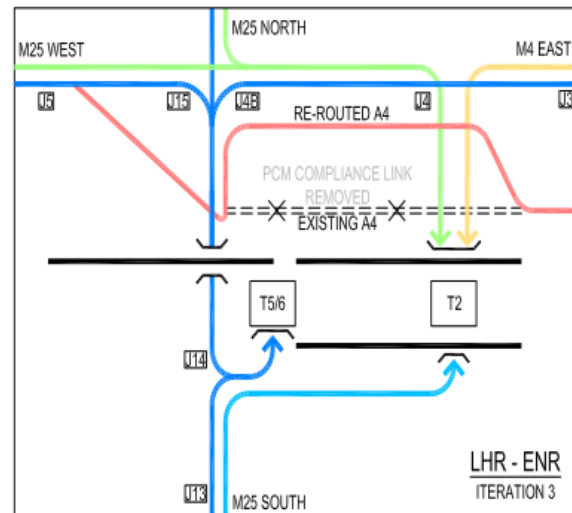 M25 NORTH
M25 WEST
M4 EAST
J5
J15
J4B
J4
J3
RE-ROUTED A4
PCM COMPLIANCE LINK
REMOVED
EXISTING A4
T5/6
T2
J14
J13
M25 SOUTH
LHR - ENR
ITERATION 3